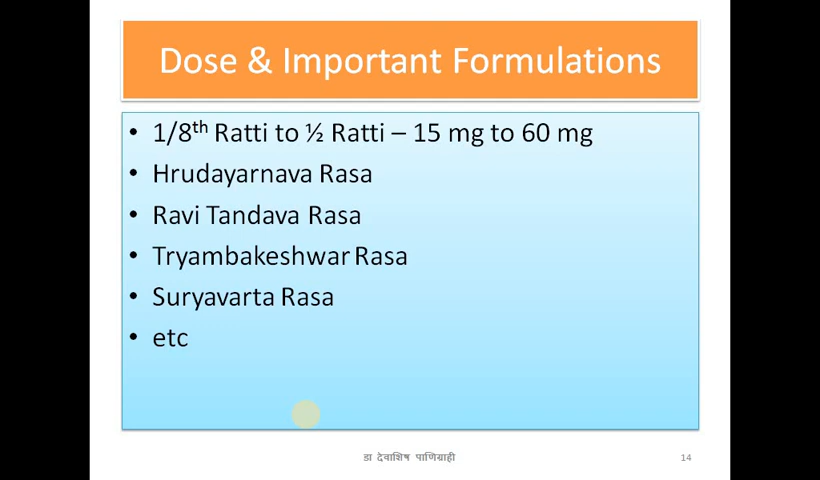 Dose & Important Formulations
• 1/8th Ratti to ½ Ratti – 15 mg to 60 mg
• Hrudayarnava Rasa
• Ravi Tandava Rasa
• Tryambakeshwar Rasa
• Suryavarta Rasa
• etc
डा देवाशिष पाणिग्राही
14